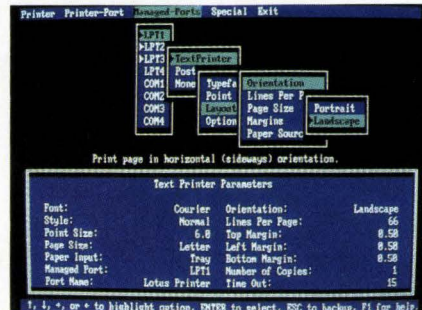 Printer Printer-Port Managed-Ports Special Exit
▶LPT1
▶LPT2
▶LPT3 ▶TextPrinter
LPT4 Post
COM1 None Typefa Orientation
COM2 Point Lines Per P
COM3 Layout Page Size Portrait
COM4 Option Margins ▶Landscape
Paper Sourc
Print page in horizontal (sideways) orientation.
Text Printer Parameters
Font: Courier Orientation: Landscape
Style: Normal Lines Per Page: 66
Point Size: 6.0 Top Margin: 0.50
Page Size: Letter Left Margin: 0.50
Paper Input: Tray Bottom Margin: 0.50
Managed Port: LPT1 Number of Copies: 1
Port Name: Lotus Printer Time Out: 15
↑, ↓, →, or ← to highlight option, ENTER to select, ESC to backup, F1 for help.